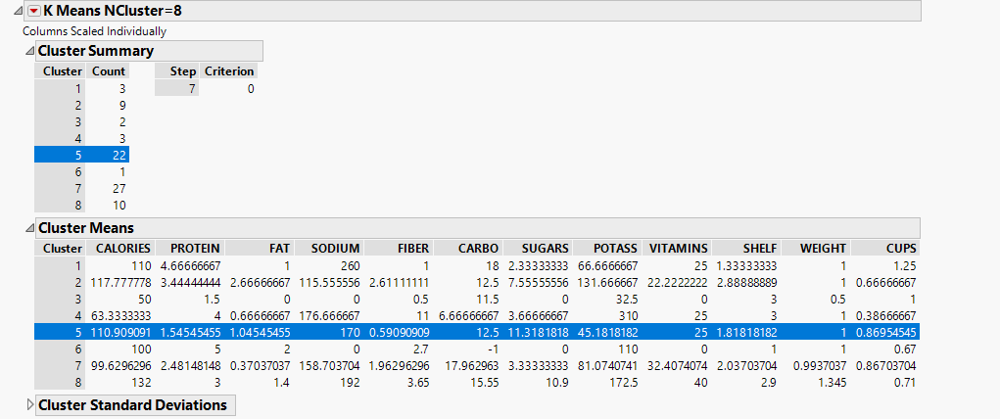 K Means NCluster=8
Columns Scaled Individually
Cluster Summary
Cluster Count Step Criterion
1 3 7 0
2 9
3 2
4 3
5 22
6 1
7 27
8 10
Cluster Means
Cluster CALORIES PROTEIN FAT SODIUM FIBER CARBO SUGARS POTASS VITAMINS SHELF WEIGHT CUPS
1 110 4.66666667 1 260 1 18 2.33333333 66.6666667 25 1.33333333 1 1.25
2 117.777778 3.44444444 2.66666667 115.555556 2.61111111 12.5 7.55555556 131.666667 22.2222222 2.88888889 1 0.66666667
3 50 1.5 0 0 0.5 11.5 0 32.5 0 3 0.5 1
4 63.3333333 4 0.66666667 176.666667 11 6.66666667 3.66666667 310 25 3 1 0.38666667
5 110.909091 1.54545455 1.04545455 170 0.59090909 12.5 11.3181818 45.1818182 25 1.81818182 1 0.86954545
6 100 5 2 0 2.7 -1 0 110 0 1 1 0.67
7 99.6296296 2.48148148 0.37037037 158.703704 1.96296296 17.962963 3.33333333 81.0740741 32.4074074 2.03703704 0.9937037 0.86703704
8 132 3 1.4 192 3.65 15.55 10.9 172.5 40 2.9 1.345 0.71
Cluster Standard Deviations